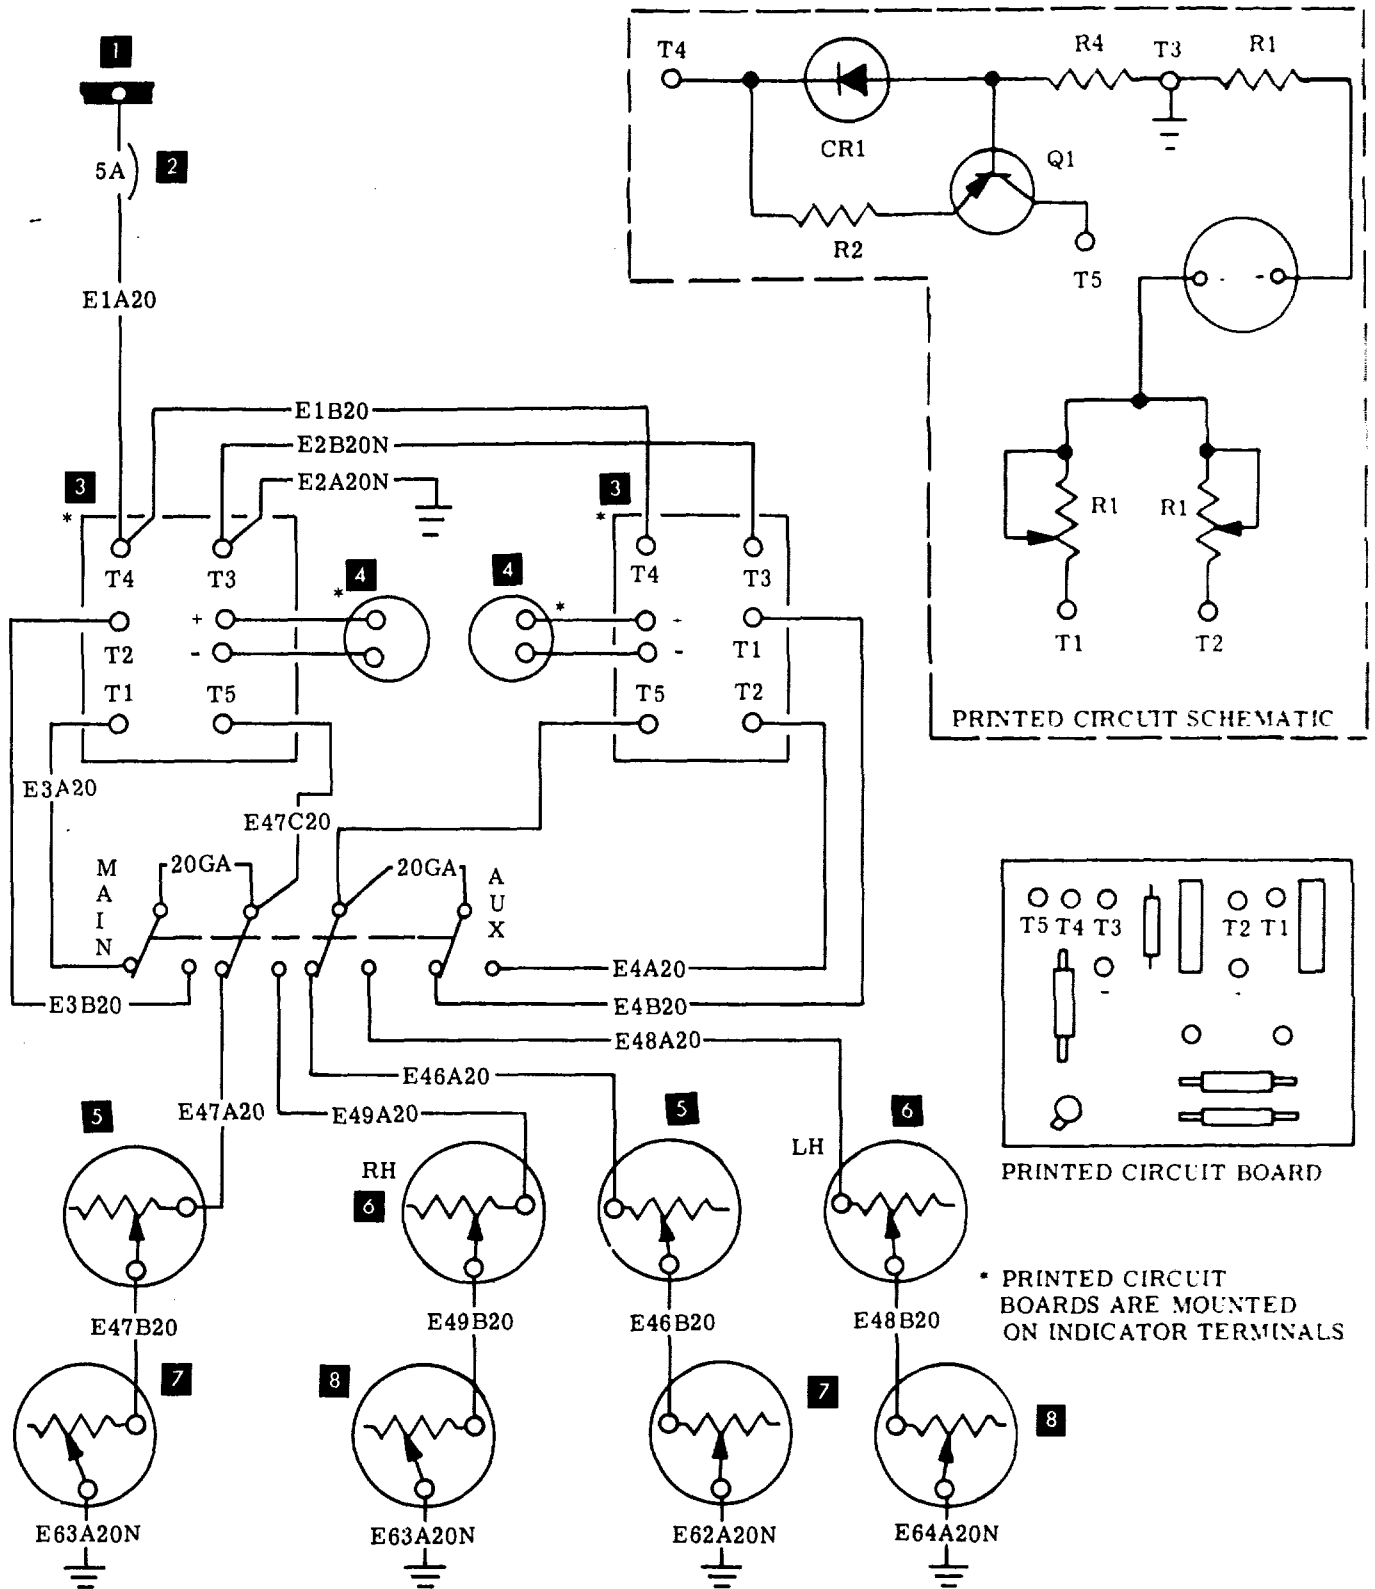 1
5A
2
E1A20
T4
CR1
R4
T3
R1
Q1
R2
T5
R1
R1
T1
T2
PRINTED CIRCUIT SCHEMATIC
E1B20
E2B20N
E2A20N
3
*
T4
T3
T2
+
-
T1
T5
*
4
4
*
3
*
T4
T3
-
T1
T5
T2
E3A20
E47C20
MAIN
20GA
20GA
AUX
E3B20
E4A20
E4B20
E48A20
E46A20
E47A20
E49A20
T5 T4 T3
T2 T1
-
PRINTED CIRCUIT BOARD
5
RH
6
5
LH
6
E47B20
E49B20
E46B20
E48B20
* PRINTED CIRCUIT
BOARDS ARE MOUNTED
ON INDICATOR TERMINALS
7
8
7
8
E63A20N
E63A20N
E62A20N
E64A20N